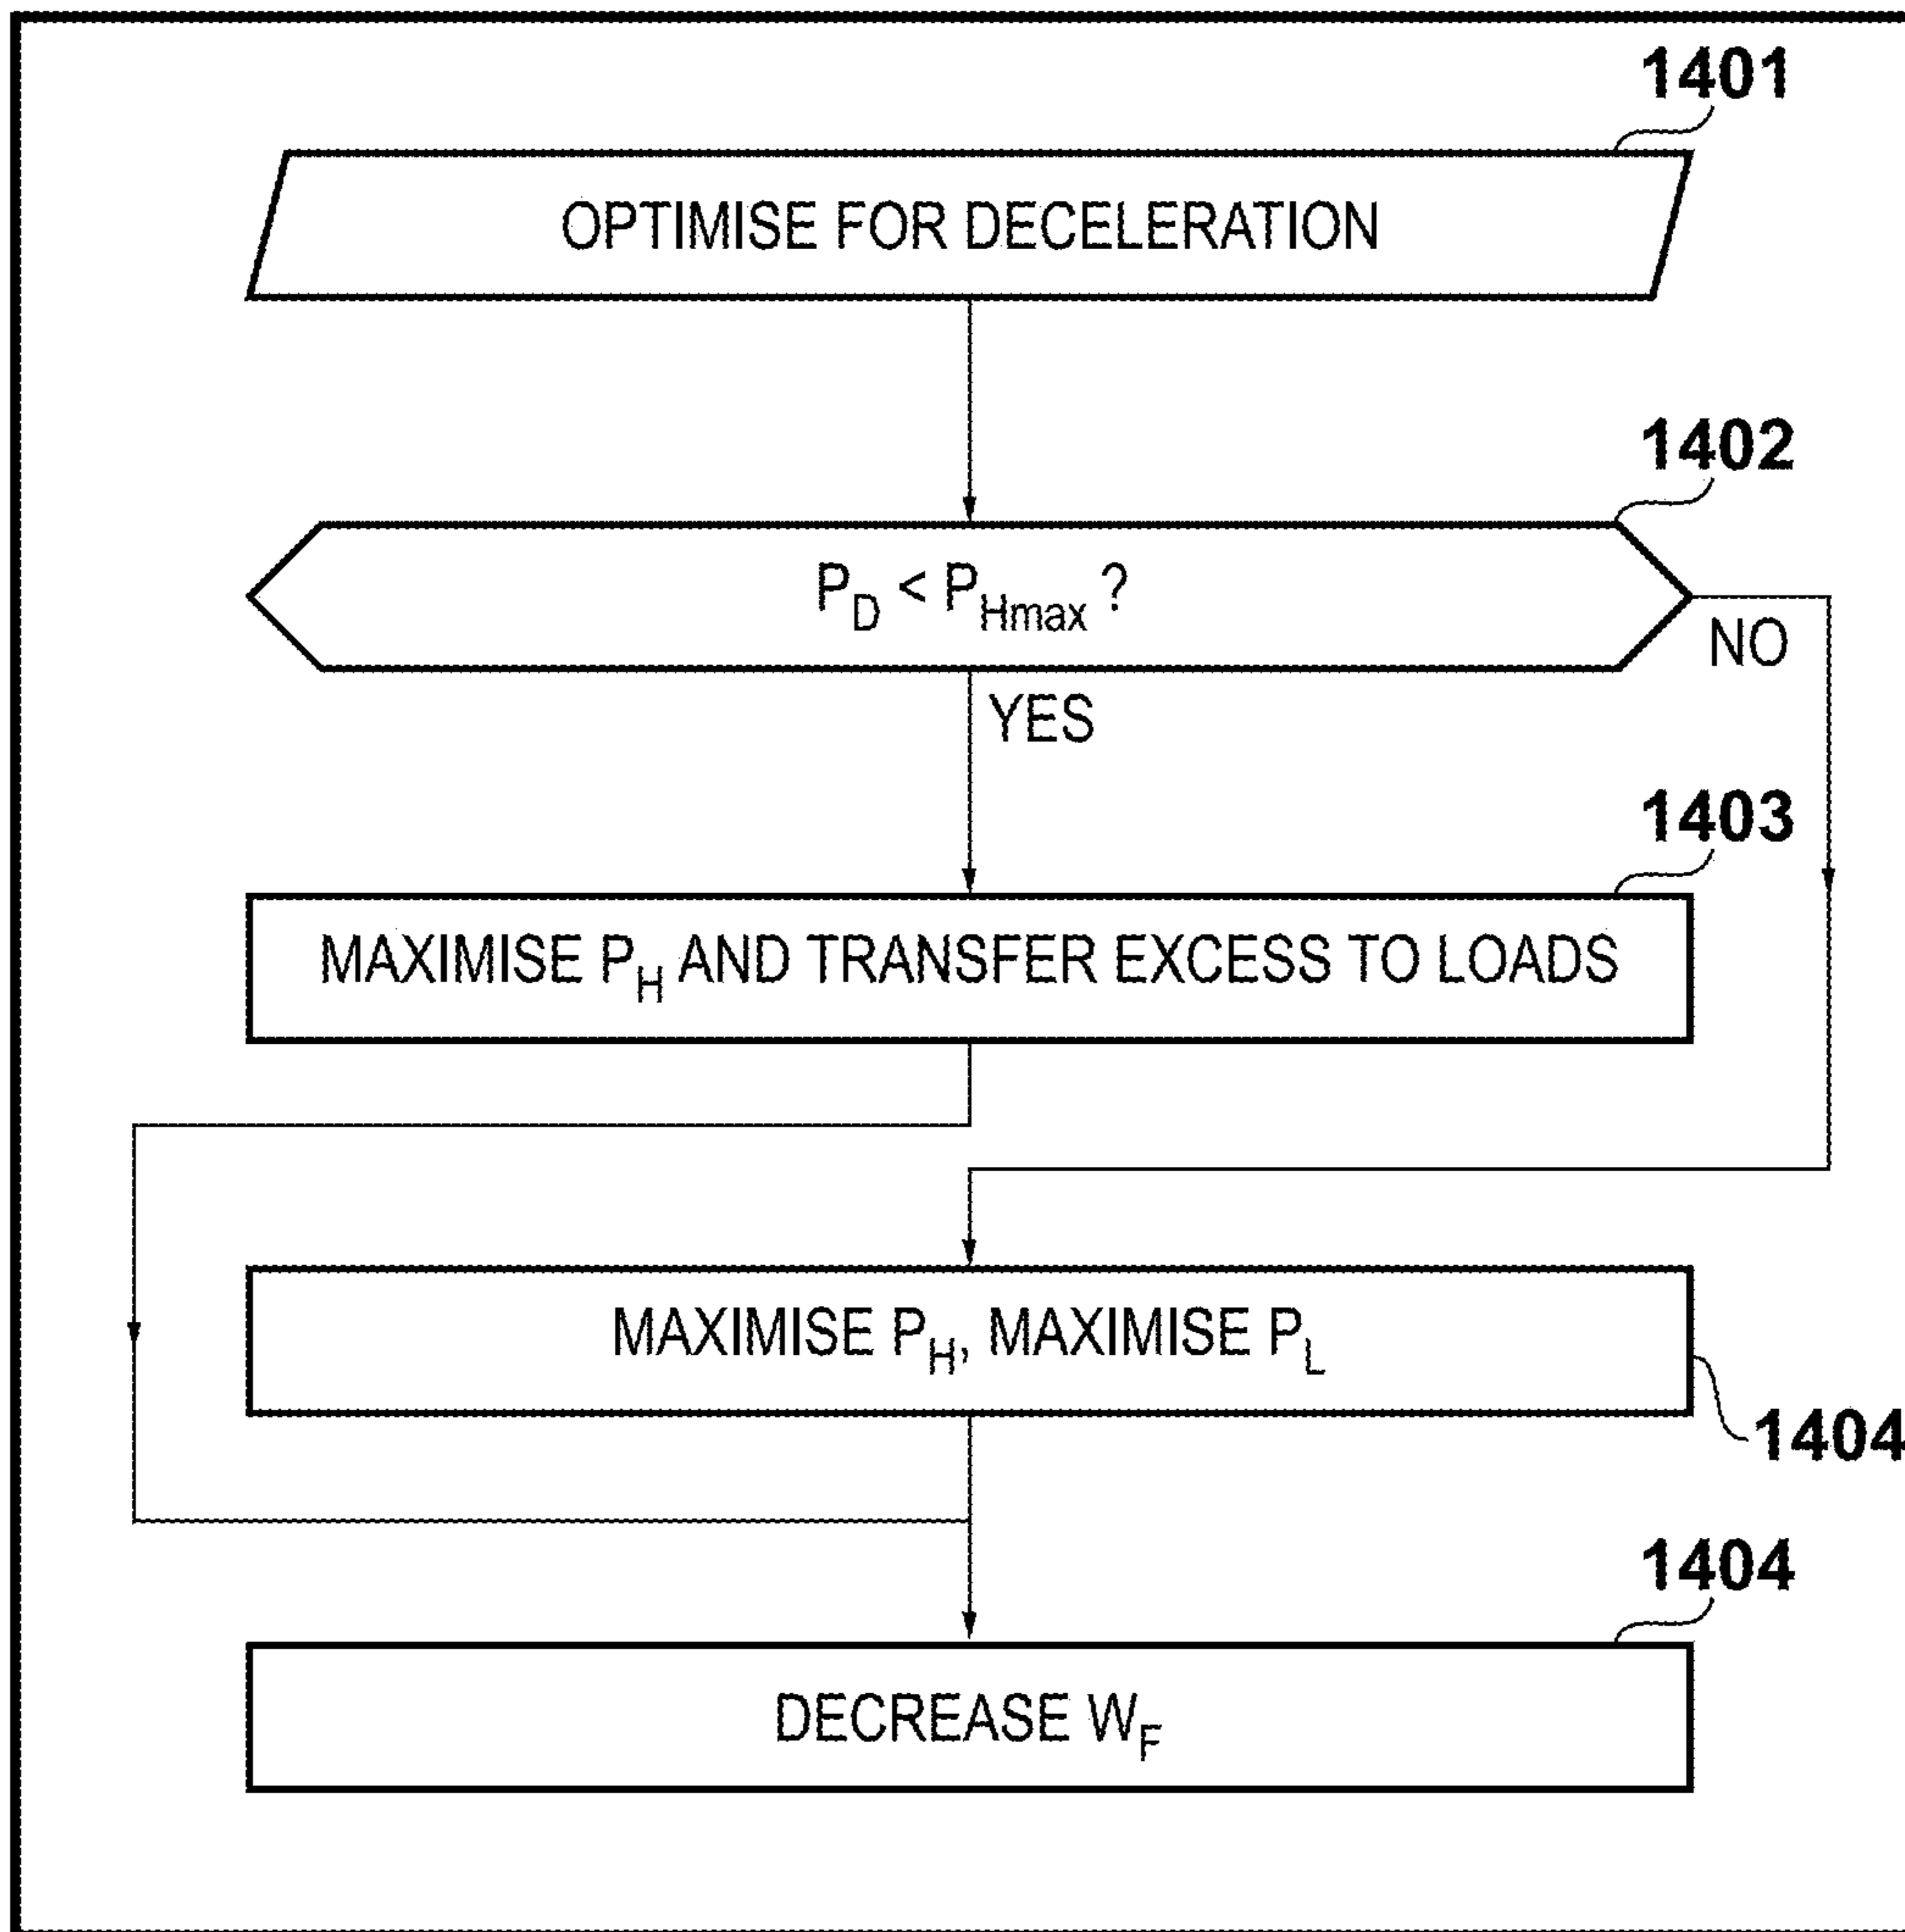 1401
OPTIMISE FOR DECELERATION
1402
P_D < P_Hmax ?
NO
YES
1403
MAXIMISE P_H AND TRANSFER EXCESS TO LOADS
MAXIMISE P_H, MAXIMISE P_L
1404
1404
DECREASE W_F